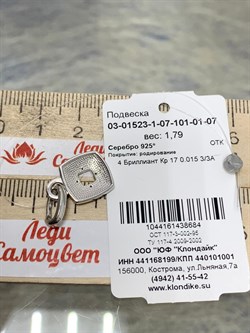 Подвеска
03-01523-1-07-101-01-07
вес: 1,79
Серебро 925°
ОТК
Покрытие: родирование
4 Бриллиант Кр 17 0.015 3/3А
1044161438684
ОСТ 117-3-002-95
ТУ 117-4.2009-2002
ООО "ЮФ "Клондайк"
ИНН 441168199/КПП 440101001
156000, Кострома, ул.Льняная,7а
(4942) 41-55-42
www.klondike.su
Леди
Самоцвет
Леди
Самоцвет